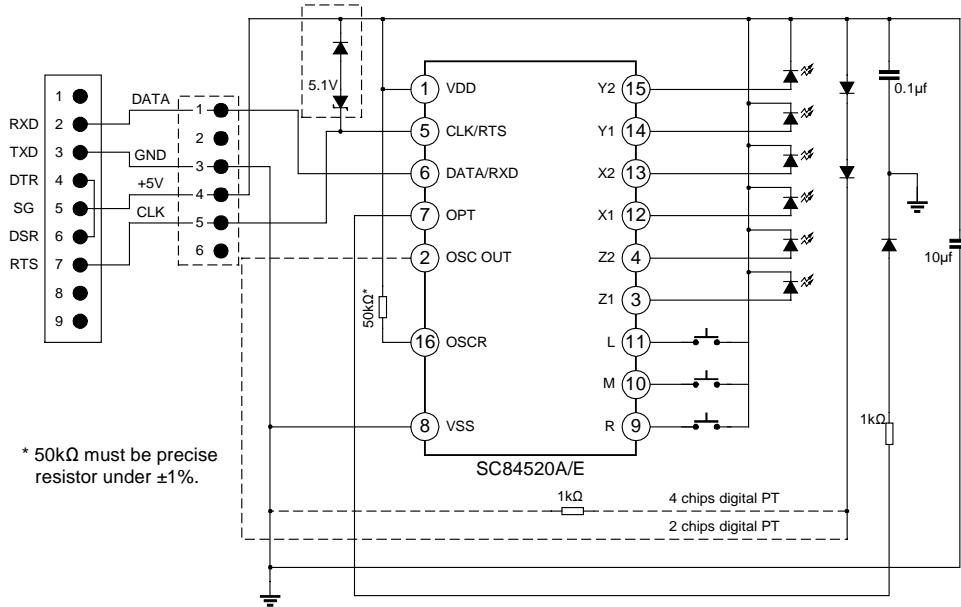 1
RXD 2
TXD 3
DTR 4
SG 5
DSR 6
RTS 7
8
9
DATA
GND
+5V
CLK
1
2
3
4
5
6
5.1V
1 VDD
5 CLK/RTS
6 DATA/RXD
7 OPT
2 OSC OUT
16 OSCR
8 VSS
50kΩ*
Y2 15
Y1 14
X2 13
X1 12
Z2 4
Z1 3
L 11
M 10
R 9
SC84520A/E
0.1µf
10µf
1kΩ
* 50kΩ must be precise
resistor under ±1%.
1kΩ
4 chips digital PT
2 chips digital PT